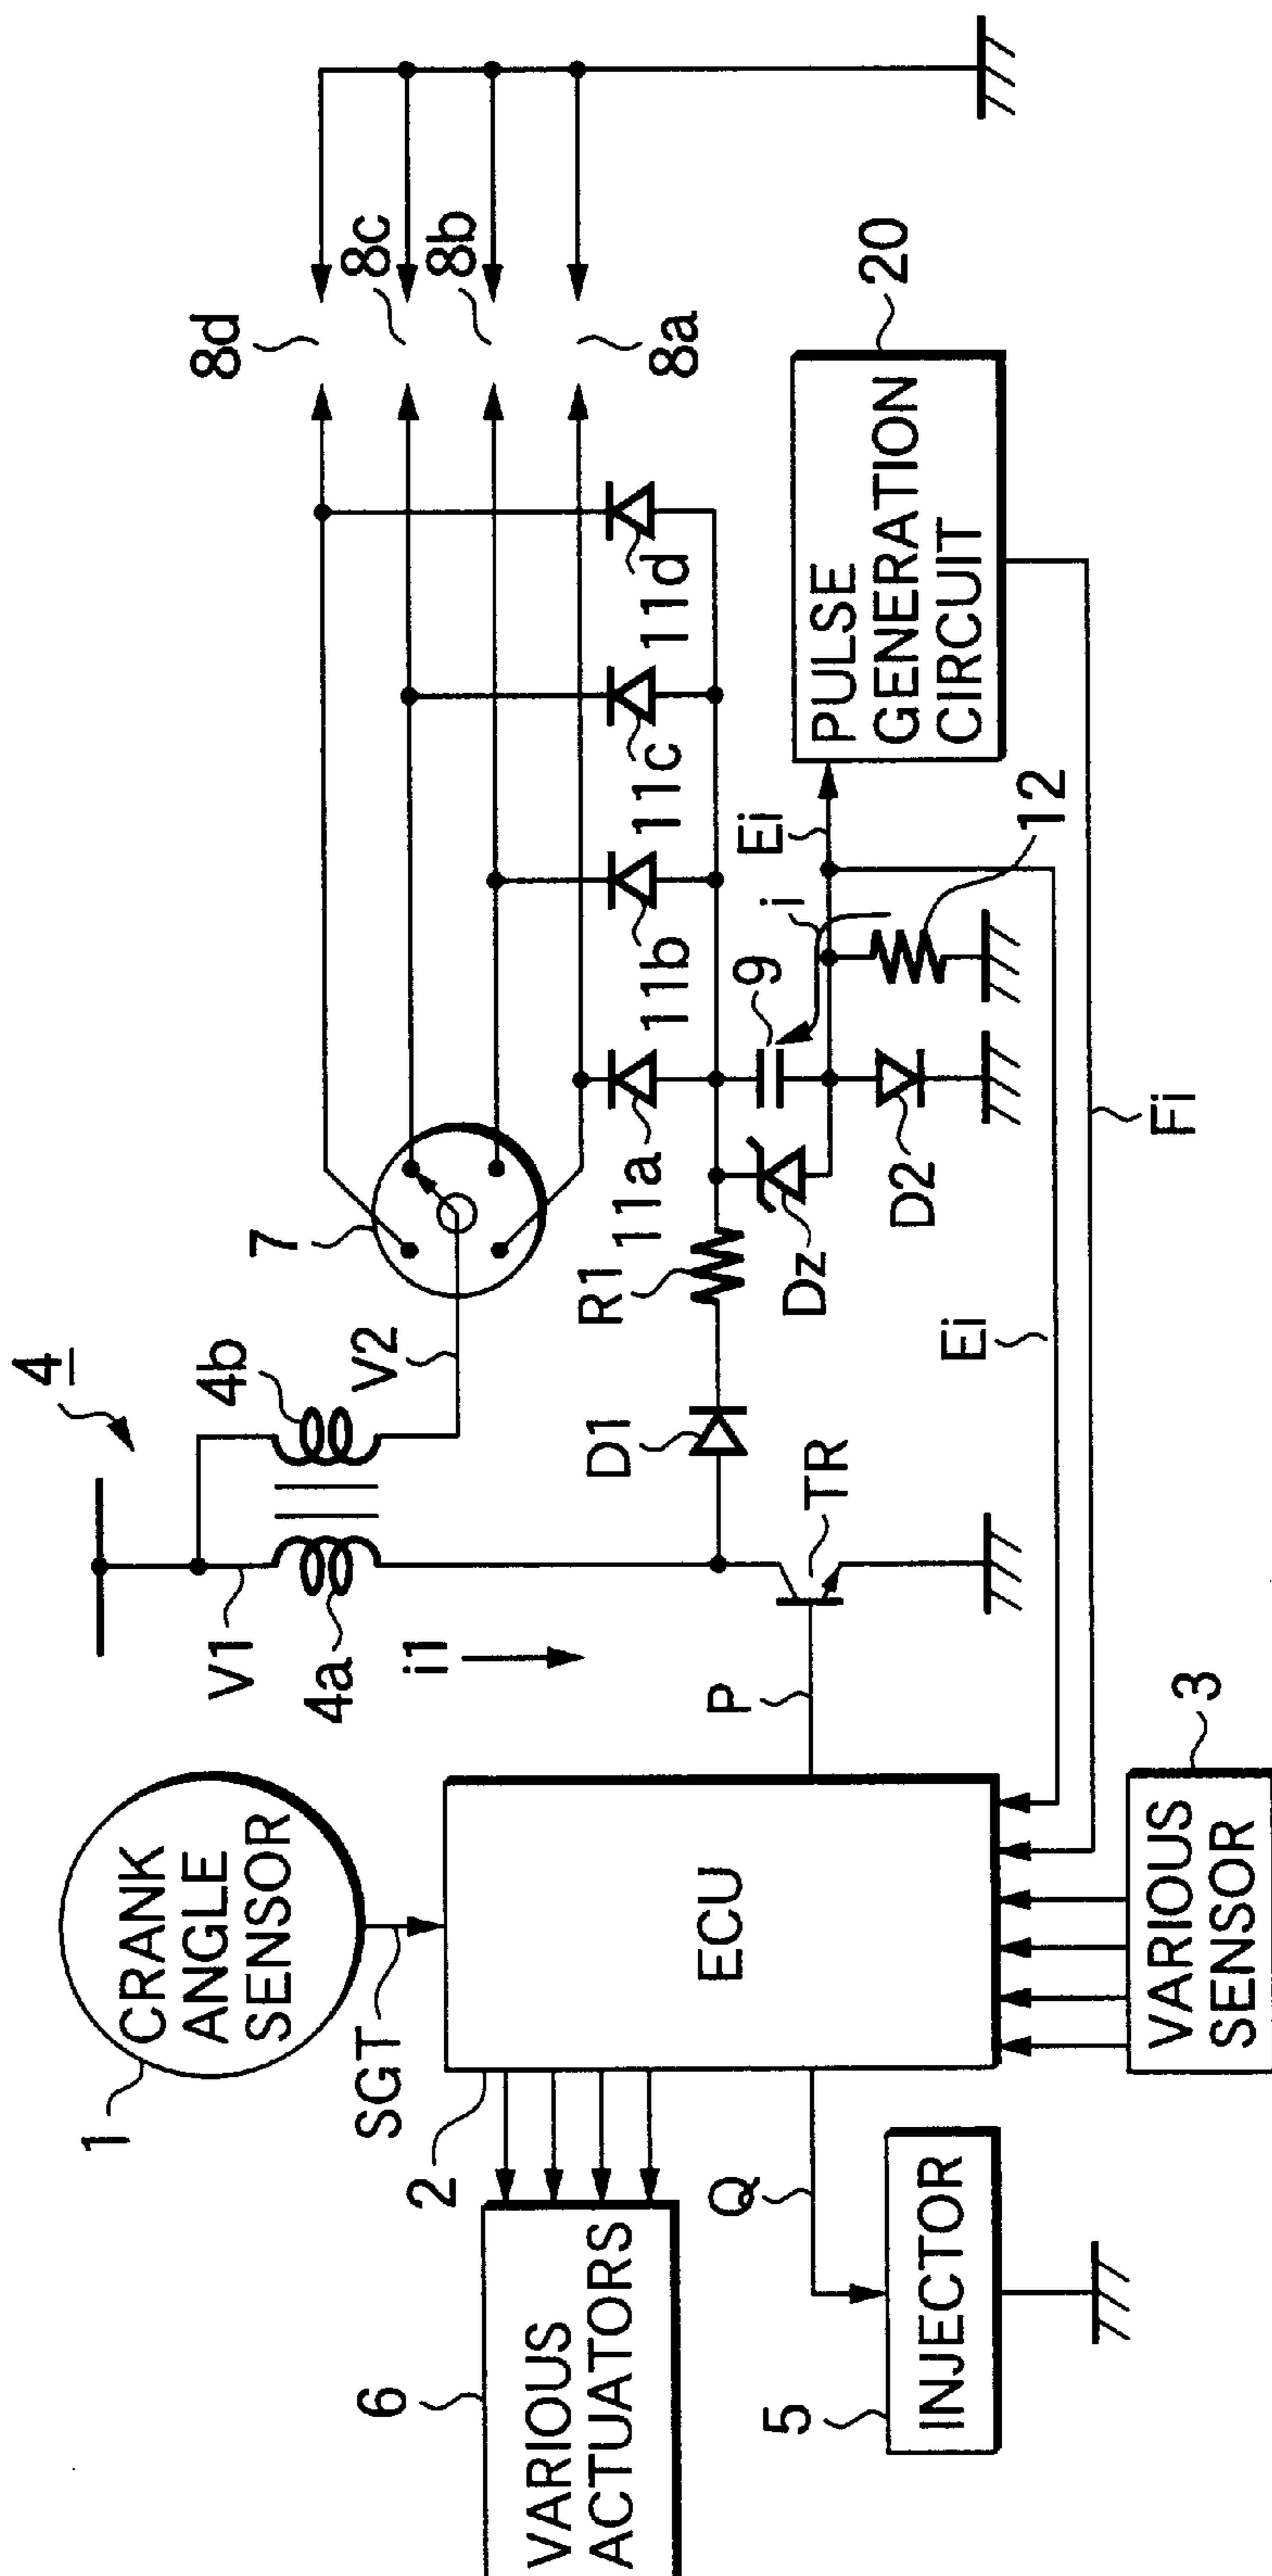 1
CRANK
ANGLE
SENSOR
SGT
2
ECU
6
VARIOUS
ACTUATORS
Q
5
INJECTOR
3
VARIOUS
SENSOR
4
V1
4a
4b
i1
V2
P
TR
D1
R1
7
Dz
D2
9
i
12
11a
11b
11c
11d
8d
8c
8b
8a
Ei
Ei
Fi
20
PULSE
GENERATION
CIRCUIT